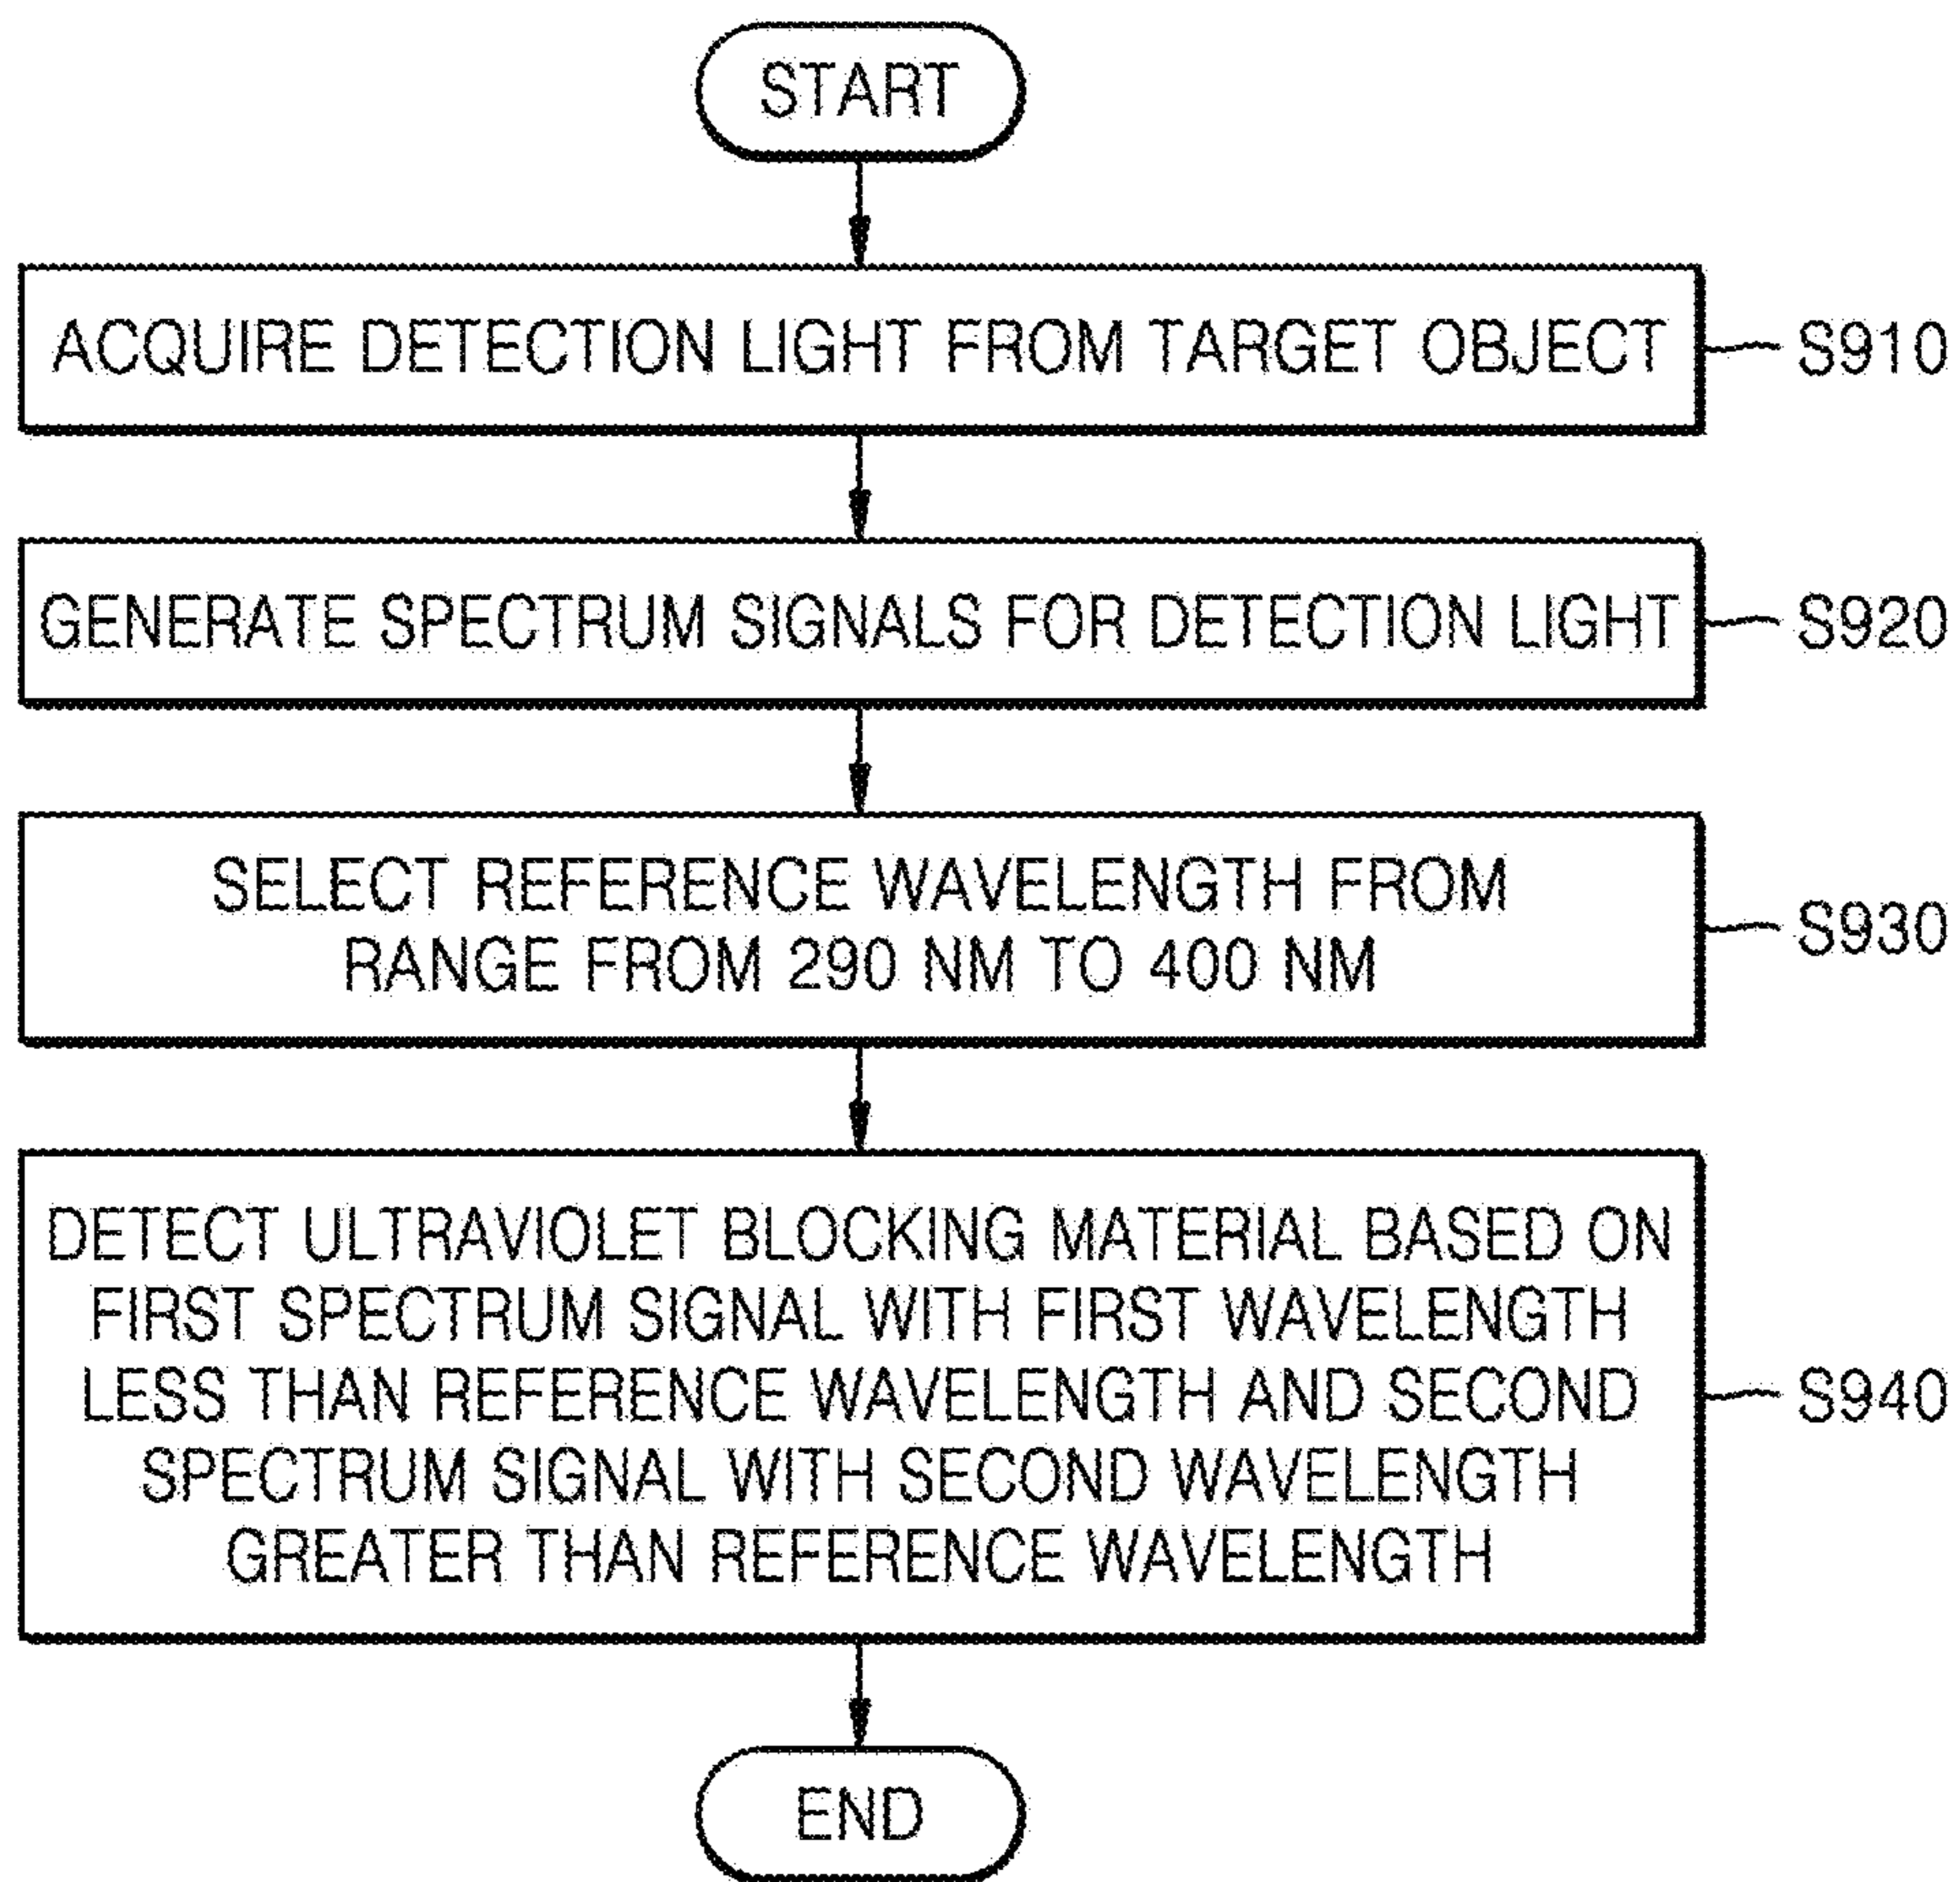 START
ACQUIRE DETECTION LIGHT FROM TARGET OBJECT
S910
GENERATE SPECTRUM SIGNALS FOR DETECTION LIGHT
S920
SELECT REFERENCE WAVELENGTH FROM
RANGE FROM 290 NM TO 400 NM
S930
DETECT ULTRAVIOLET BLOCKING MATERIAL BASED ON
FIRST SPECTRUM SIGNAL WITH FIRST WAVELENGTH
LESS THAN REFERENCE WAVELENGTH AND SECOND
SPECTRUM SIGNAL WITH SECOND WAVELENGTH
GREATER THAN REFERENCE WAVELENGTH
S940
END